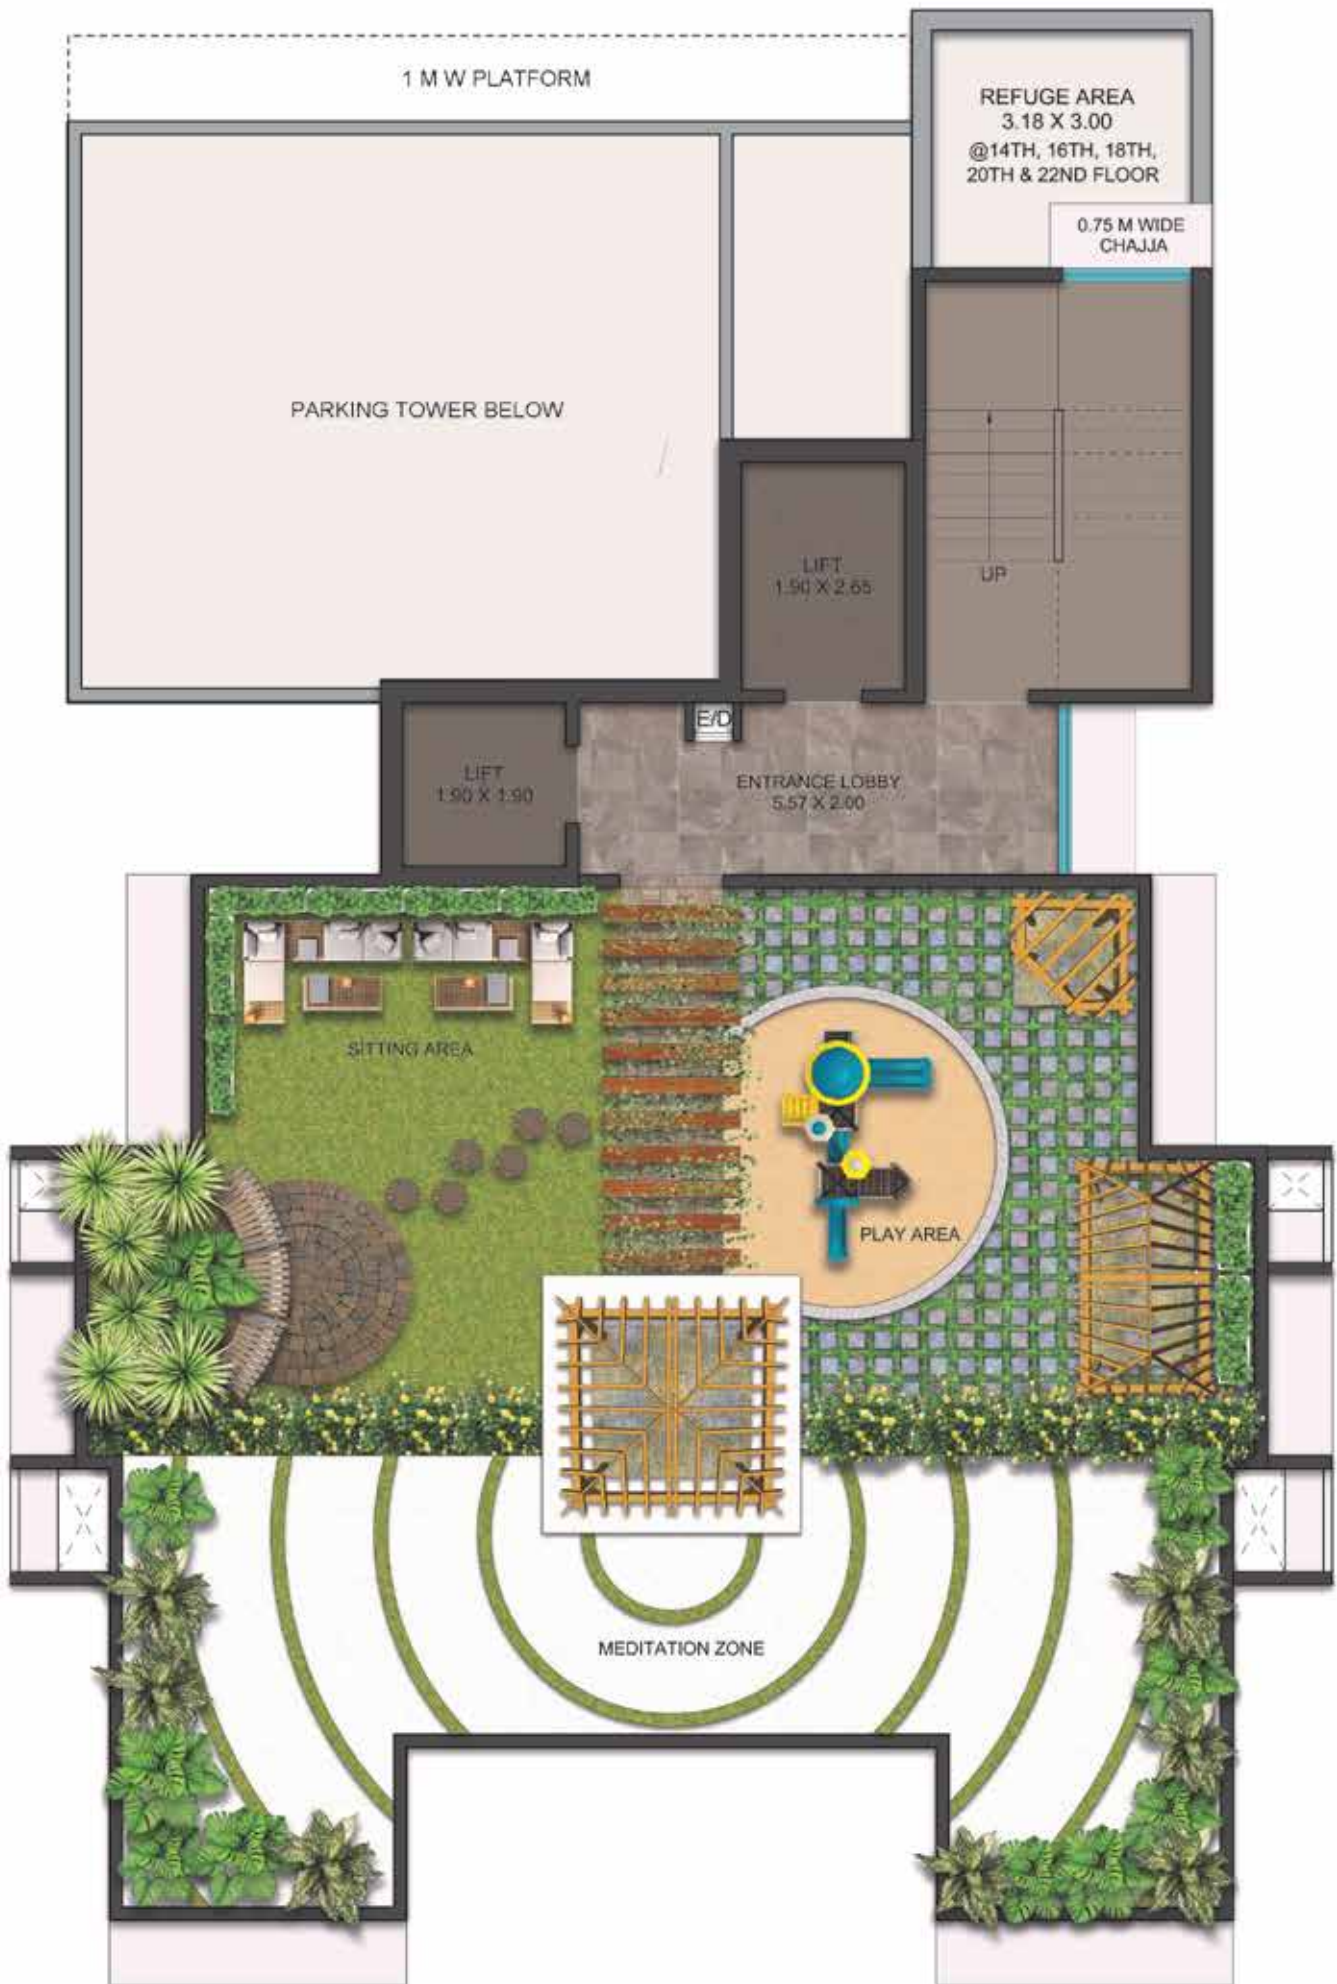 1 M W PLATFORM
REFUGE AREA
3.18 X 3.00
@14TH, 16TH, 18TH,
20TH & 22ND FLOOR
0.75 M WIDE
CHAJJA
PARKING TOWER BELOW
LIFT
1.90 X 2.65
UP
E/D
LIFT
1.90 X 1.90
ENTRANCE LOBBY
5.57 X 2.00
SITTING AREA
PLAY AREA
MEDITATION ZONE